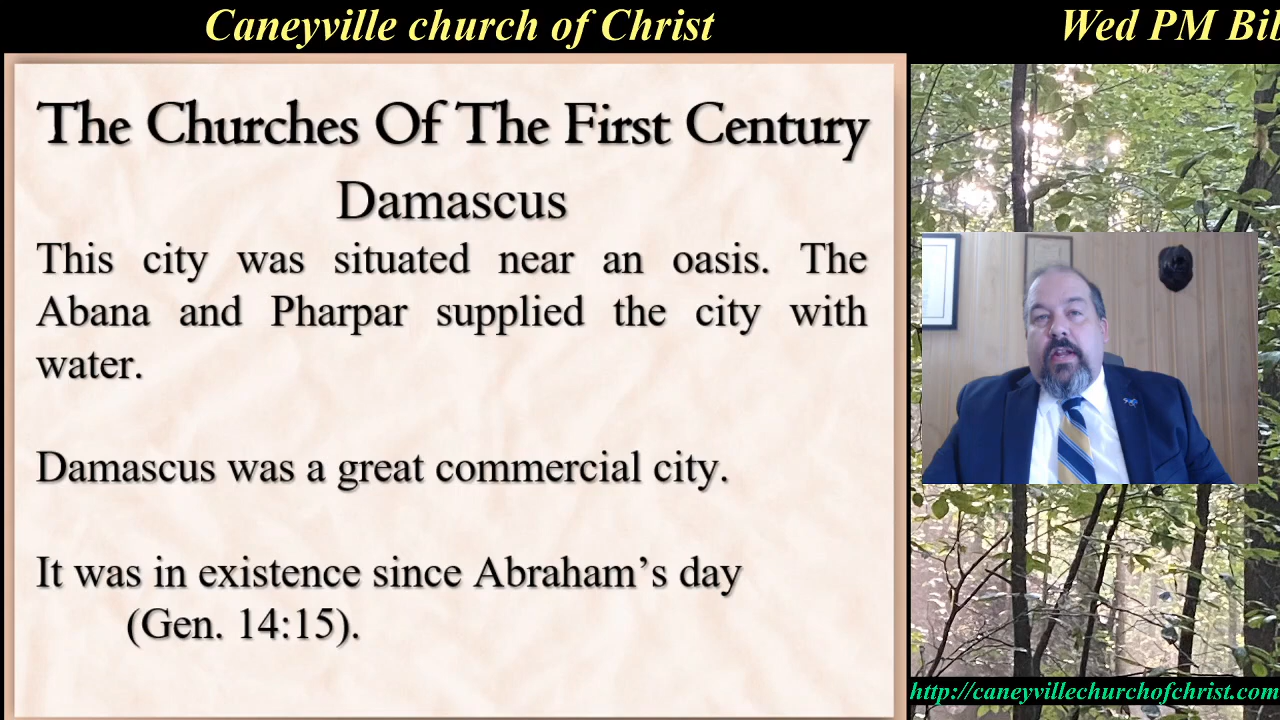 Caneyville church of Christ
Wed PM
The Churches Of The First Century
Damascus
This city was situated near an oasis. The
Abana and Pharpar supplied the city with
water.
Damascus was a great commercial city.
It was in existence since Abraham’s day
(Gen. 14:15).
http://caneyvillechurchofchrist.com